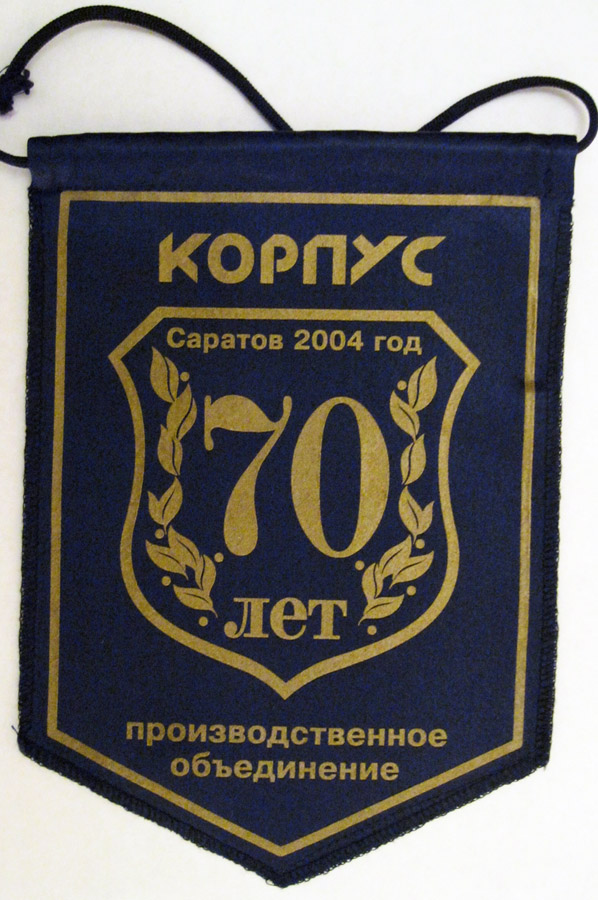 КОРПУС
Саратов 2004 год
70
лет
производственное
объединение